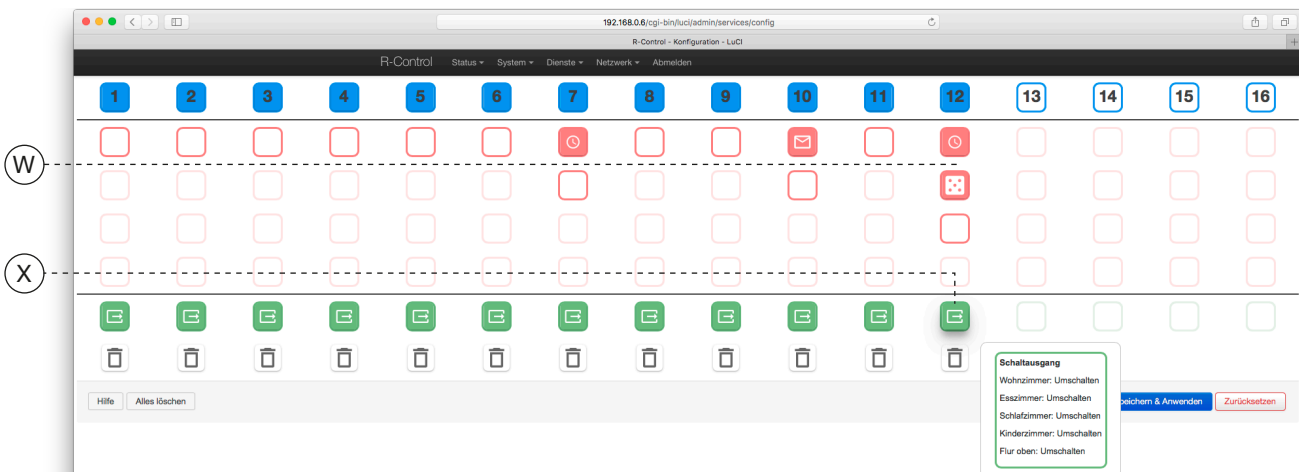 192.168.0.6/cgi-bin/luci/admin/services/config
R-Control - Konfiguration - LuCI
+
R-Control Status System Dienste Netzwerk Abmelden
1 2 3 4 5 6 7 8 9 10 11 12 13 14 15 16
W
X
Schaltausgang
Wohnzimmer: Umschalten
Esszimmer: Umschalten
Schlafzimmer: Umschalten
Kinderzimmer: Umschalten
Flur oben: Umschalten
Hilfe Alles löschen peichern & Anwenden Zurücksetzen